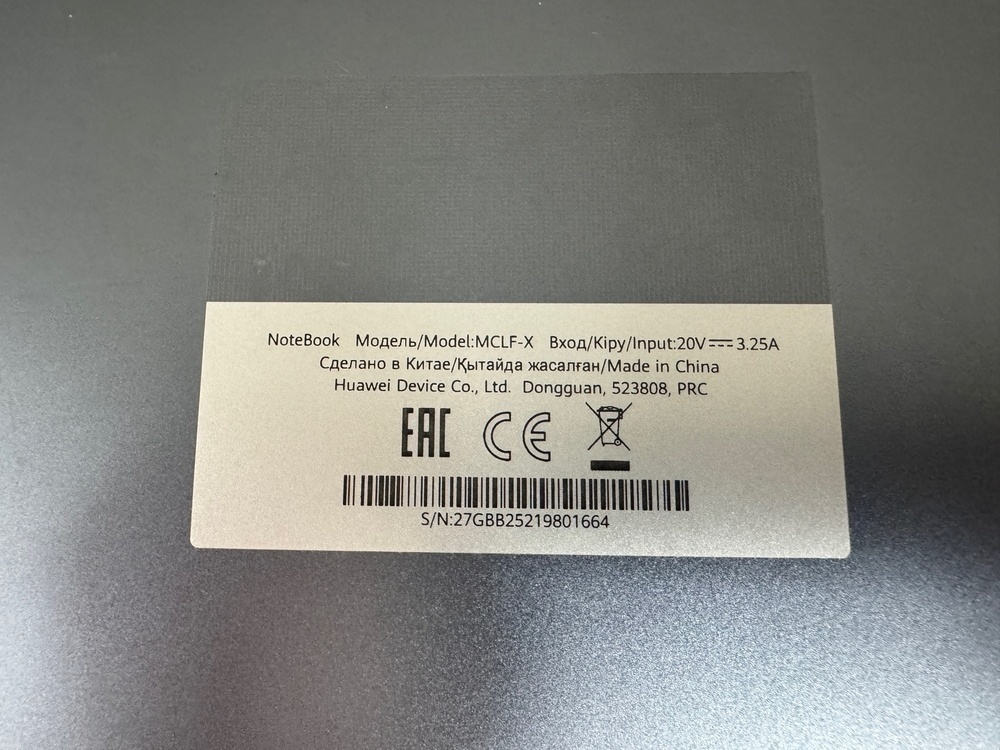 NoteBook Модель/Model:MCLF-X Вход/Кіру/Input:20V⎓3.25A
Сделано в Китае/Қытайда жасалған/Made in China
Huawei Device Co., Ltd. Dongguan, 523808, PRC
EAC CE
S/N:27GBB25219801664